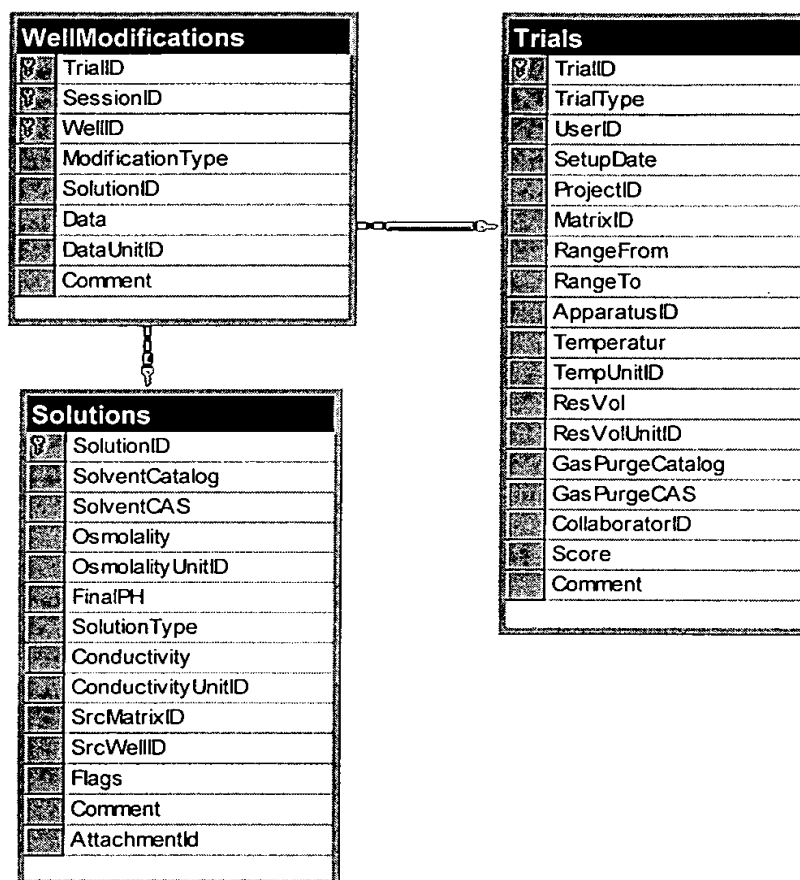 WellModifications
TrialID
SessionID
WellID
ModificationType
SolutionID
Data
DataUnitID
Comment
Trials
TrialID
TrialType
UserID
SetupDate
ProjectID
MatrixID
RangeFrom
RangeTo
ApparatusID
Temperatur
TempUnitID
ResVol
ResVolUnitID
GasPurgeCatalog
GasPurgeCAS
CollaboratorID
Score
Comment
Solutions
SolutionID
SolventCatalog
SolventCAS
Osmolality
OsmolalityUnitID
FinalPH
SolutionType
Conductivity
ConductivityUnitID
SrcMatrixID
SrcWellID
Flags
Comment
AttachmentId